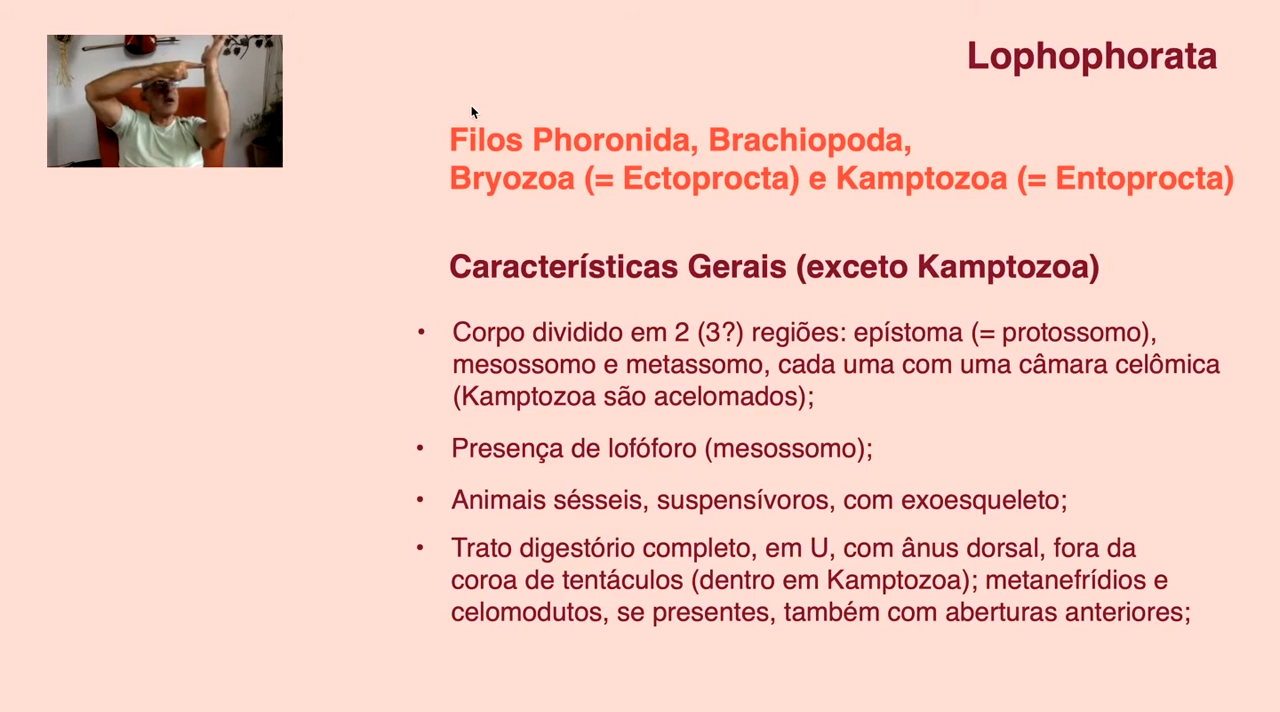 Lophophorata
Filos Phoronida, Brachiopoda,
Bryozoa (= Ectoprocta) e Kamptozoa (= Entoprocta)
Características Gerais (exceto Kamptozoa)
• Corpo dividido em 2 (3?) regiões: epístoma (= protossomo),
mesossomo e metassomo, cada uma com uma câmara celômica
(Kamptozoa são acelomados);
• Presença de lofóforo (mesossomo);
• Animais sésseis, suspensívoros, com exoesqueleto;
• Trato digestório completo, em U, com ânus dorsal, fora da
coroa de tentáculos (dentro em Kamptozoa); metanefrídios e
celomodutos, se presentes, também com aberturas anteriores;